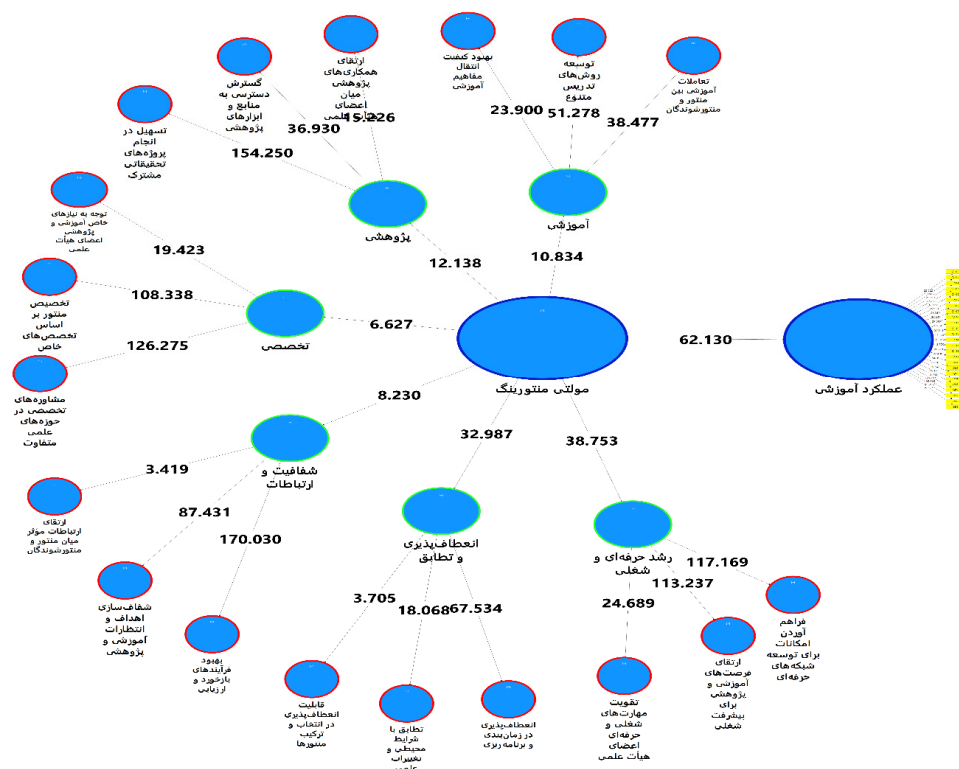 ارتقای
همکاری‌های
پژوهشی
میان
اعضای
15.226
گسترش
دسترسی به
منابع و
ابزارهای
پژوهشی
36.930
تسهیل در
انجام
پروژه‌های
تحقیقاتی
مشترک
154.250
بهبود کیفیت
انتقال
مفاهیم
آموزشی
23.900
توسعه
روش‌های
تدریس
متنوع
51.278
تعاملات
آموزشی بین
منتور و
منتورشوندگان
38.477
پژوهشی
12.138
آموزشی
10.834
توجه به نیازهای
خاص آموزشی و
پژوهشی
اعضای هیأت
علمی
19.423
تخصیص
منتور بر
اساس
تخصص‌های
خاص
108.338
مشاوره‌های
تخصصی در
حوزه‌های
علمی
متفاوت
126.275
تخصصی
6.627
مولتی منتورینگ
62.130
عملکرد آموزشی
8.230
شفافیت و
ارتباطات
3.419
ارتقای
ارتباطات مؤثر
میان منتور و
منتورشوندگان
87.431
شفاف‌سازی
اهداف و
انتظارات
آموزشی و
پژوهشی
170.030
بهبود
فرآیندهای
بازخورد و
ارزیابی
32.987
انعطاف‌پذیری
و تطابق
3.705
قابلیت
انعطاف‌پذیری
در انتخاب و
ترکیب
منتورها
18.068
تطابق با
شرایط
محیطی و
تغییرات
علمی
67.534
انعطاف‌پذیری
در زمان‌بندی
و برنامه ریزی
38.753
رشد حرفه‌ای و
شغلی
24.689
تقویت
مهارت‌های
شغلی و
حرفه‌ای
اعضای
هیأت علمی
113.237
ارتقای
فرصت‌های
آموزشی و
پژوهشی
برای
پیشرفت
شغلی
117.169
فراهم
آوردن
امکانات
برای توسعه
شبکه‌های
حرفه‌ای